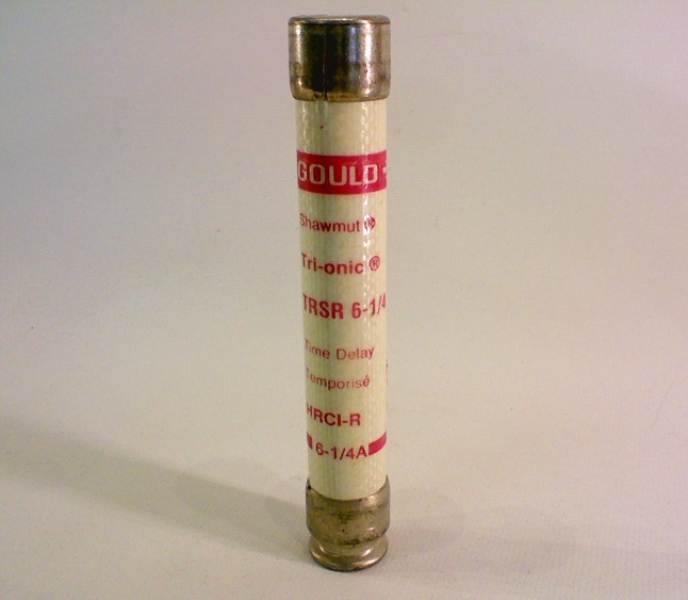 GOULD
Shawmut®
Tri-onic®
TRSR 6-1/4
Time Delay
Temporisé
HRCI-R
6-1/4A